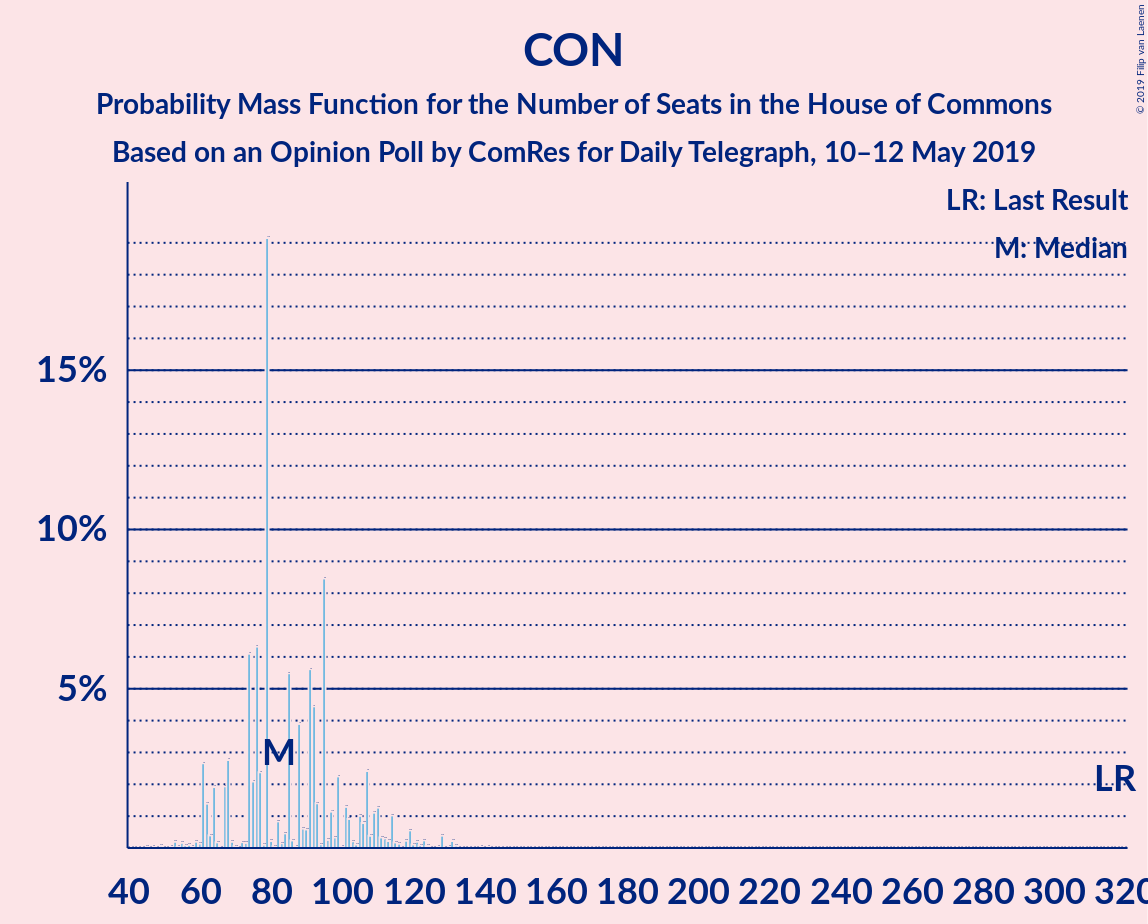 CON
Probability Mass Function for the Number of Seats in the House of Commons
Based on an Opinion Poll by ComRes for Daily Telegraph, 10–12 May 2019
© 2019 Filip van Laenen
LR: Last Result
M: Median
15%
10%
5%
M
LR
40 60 80 100 120 140 160 180 200 220 240 260 280 300 320